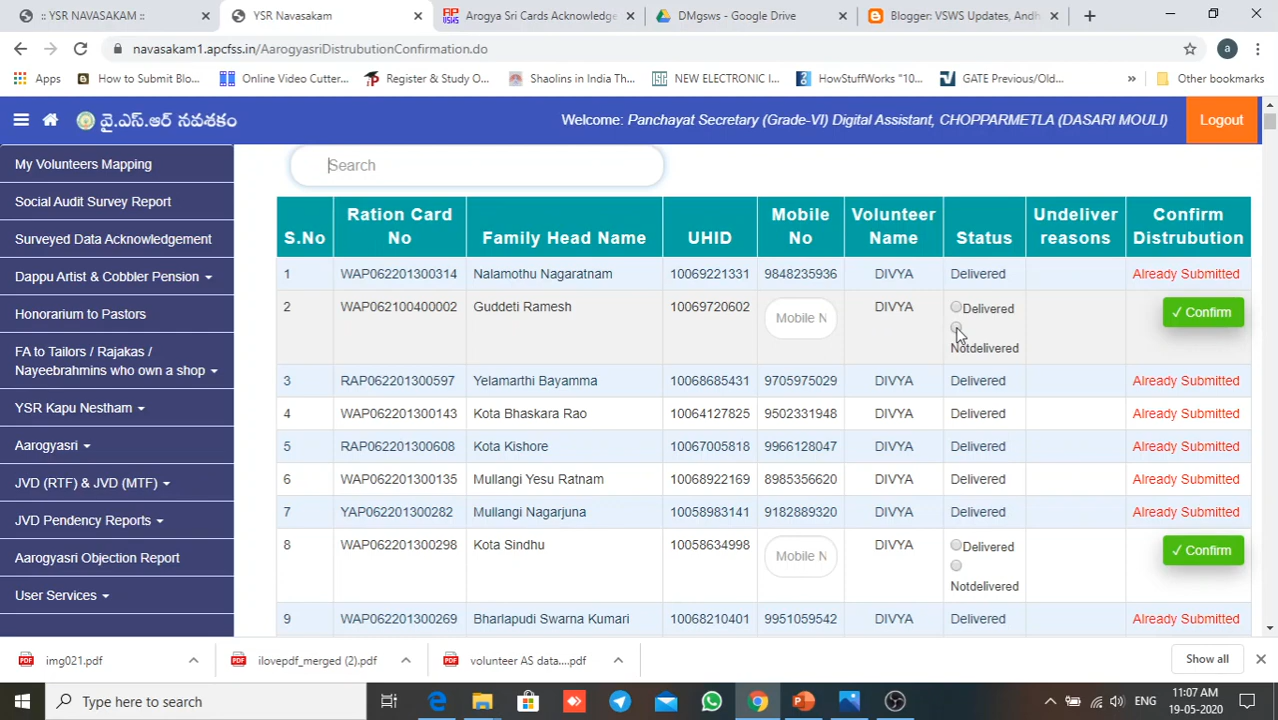 :: YSR NAVASAKAM ::
YSR Navasakam
Arogya Sri Cards Acknowledge
DMgsws - Google Drive
Blogger: VSWS Updates, Andh
navasakam1.apcfss.in/AarogyasriDistrubutionConfirmation.do
Apps
How to Submit Blo...
Online Video Cutter...
Register & Study O...
Shaolins in India Th...
NEW ELECTRONIC I...
HowStuffWorks "10...
GATE Previous/Old...
Other bookmarks
వై.ఎస్.ఆర్ నవశకం
Welcome: Panchayat Secretary (Grade-VI) Digital Assistant, CHOPPARMETLA (DASARI MOULI)
Logout
My Volunteers Mapping
Social Audit Survey Report
Surveyed Data Acknowledgement
Dappu Artist & Cobbler Pension
Honorarium to Pastors
FA to Tailors / Rajakas /
Nayeebrahmins who own a shop
YSR Kapu Nestham
Aarogyasri
JVD (RTF) & JVD (MTF)
JVD Pendency Reports
Aarogyasri Objection Report
User Services
Search
S.No Ration Card No Family Head Name UHID Mobile No Volunteer Name Status Undeliver reasons Confirm Distrubution
1 WAP062201300314 Nalamothu Nagaratnam 10069221331 9848235936 DIVYA Delivered Already Submitted
2 WAP062100400002 Guddeti Ramesh 10069720602 Mobile N DIVYA Delivered Notdelivered ✓ Confirm
3 RAP062201300597 Yelamarthi Bayamma 10068685431 9705975029 DIVYA Delivered Already Submitted
4 WAP062201300143 Kota Bhaskara Rao 10064127825 9502331948 DIVYA Delivered Already Submitted
5 RAP062201300608 Kota Kishore 10067005818 9966128047 DIVYA Delivered Already Submitted
6 WAP062201300135 Mullangi Yesu Ratnam 10068922169 8985356620 DIVYA Delivered Already Submitted
7 YAP062201300282 Mullangi Nagarjuna 10058983141 9182889320 DIVYA Delivered Already Submitted
8 WAP062201300298 Kota Sindhu 10058634998 Mobile N DIVYA Delivered Notdelivered ✓ Confirm
9 WAP062201300269 Bharlapudi Swarna Kumari 10068210401 9951059542 DIVYA Delivered Already Submitted
img021.pdf
ilovepdf_merged (2).pdf
volunteer AS data....pdf
Show all
Type here to search
ENG
11:07 AM
19-05-2020